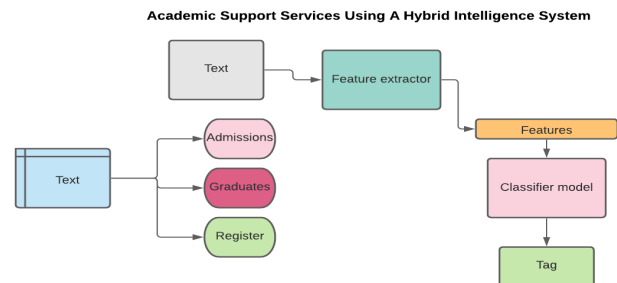 Academic Support Services Using A Hybrid Intelligence System
Text
Feature extractor
Features
Admissions
Text
Graduates
Classifier model
Register
Tag